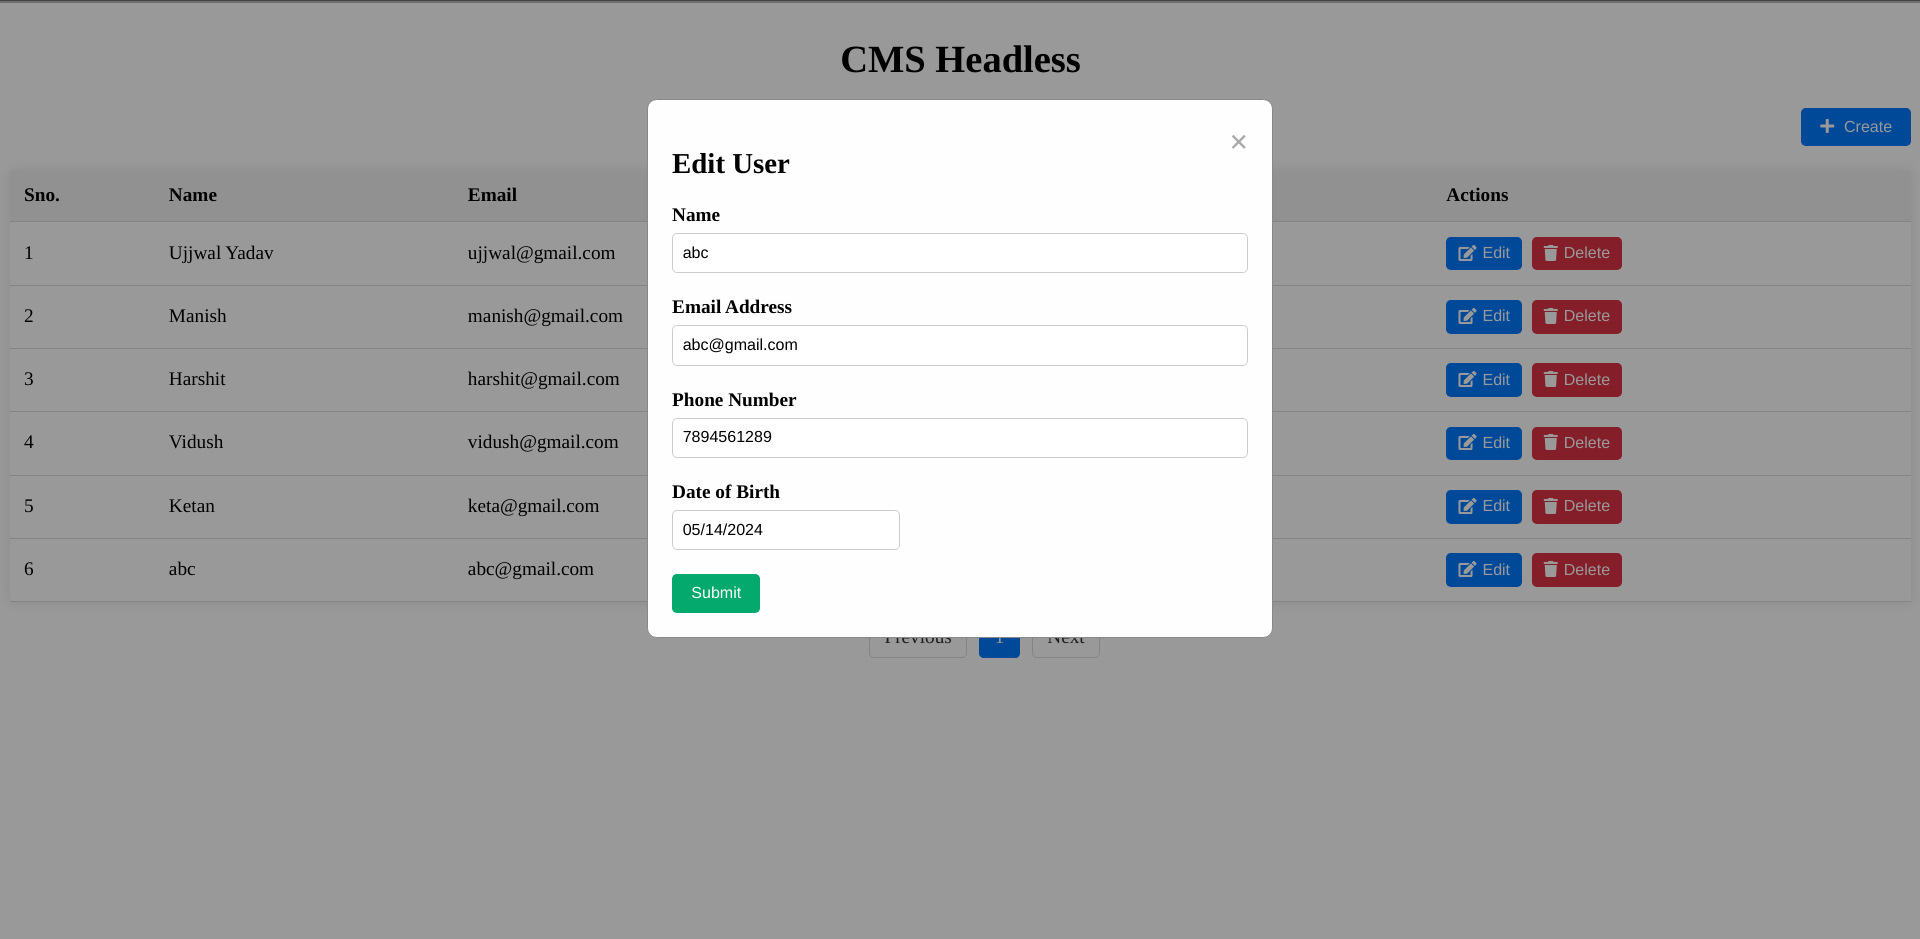 CMS Headless
Create
Sno. Name Email Actions
1 Ujjwal Yadav ujjwal@gmail.com Edit Delete
2 Manish manish@gmail.com Edit Delete
3 Harshit harshit@gmail.com Edit Delete
4 Vidush vidush@gmail.com Edit Delete
5 Ketan keta@gmail.com Edit Delete
6 abc abc@gmail.com Edit Delete
Previous 1 Next
×
Edit User
Name
abc
Email Address
abc@gmail.com
Phone Number
7894561289
Date of Birth
05/14/2024
Submit